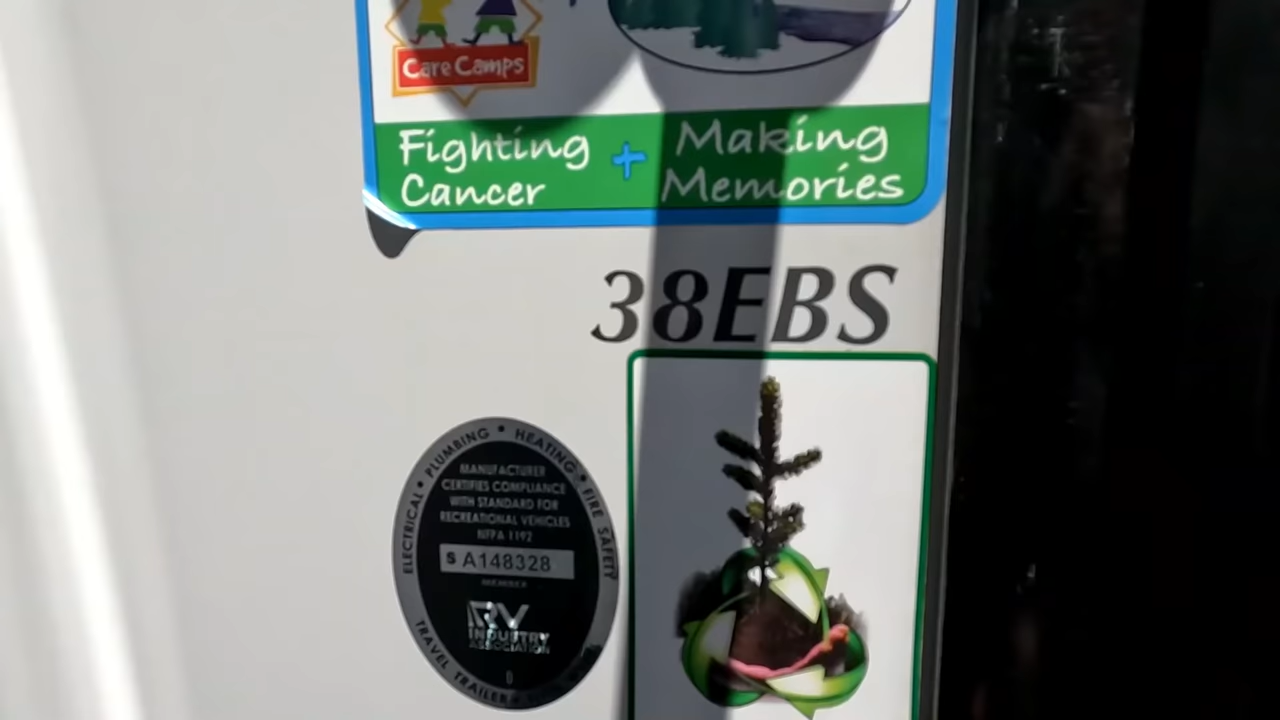 Care Camps
Fighting + Making
Cancer Memories
38EBS
ELECTRICAL • PLUMBING • HEATING • FIRE SAFETY
MANUFACTURER
CERTIFIES COMPLIANCE
WITH STANDARD FOR
RECREATIONAL VEHICLES
NFPA 1192
S A148328
MEMBER
RV
INDUSTRY
ASSOCIATION
TRAVEL TRAILER